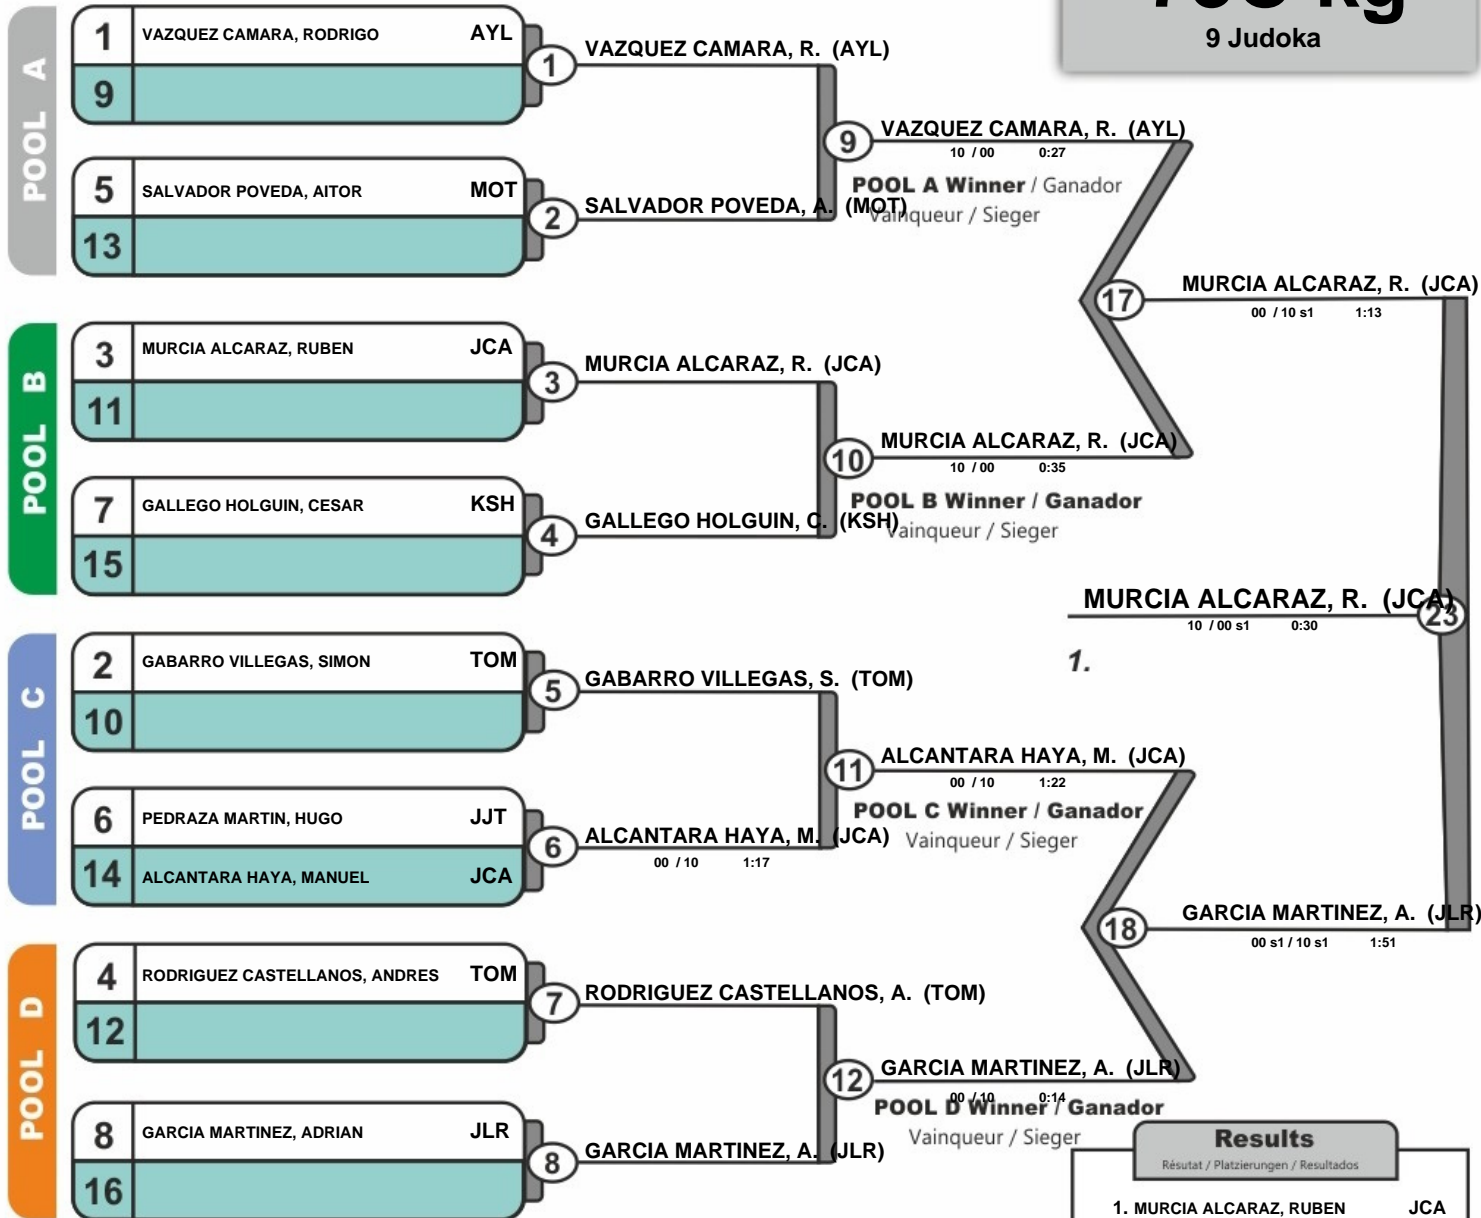 9 Judoka
POOL A
1 VAZQUEZ CAMARA, RODRIGO AYL
9
1
VAZQUEZ CAMARA, R. (AYL)
5 SALVADOR POVEDA, AITOR MOT
13
2
SALVADOR POVEDA, A. (MOT)
9
VAZQUEZ CAMARA, R. (AYL)
10 / 00 0:27
POOL A Winner / Ganador
Vainqueur / Sieger
POOL B
3 MURCIA ALCARAZ, RUBEN JCA
11
3
MURCIA ALCARAZ, R. (JCA)
7 GALLEGO HOLGUIN, CESAR KSH
15
4
GALLEGO HOLGUIN, C. (KSH)
10
MURCIA ALCARAZ, R. (JCA)
10 / 00 0:35
POOL B Winner / Ganador
Vainqueur / Sieger
17
MURCIA ALCARAZ, R. (JCA)
00 / 10 s1 1:13
MURCIA ALCARAZ, R. (JCA)
23
10 / 00 s1 0:30
1.
POOL C
2 GABARRO VILLEGAS, SIMON TOM
10
5
GABARRO VILLEGAS, S. (TOM)
6 PEDRAZA MARTIN, HUGO JJT
14 ALCANTARA HAYA, MANUEL JCA
6
ALCANTARA HAYA, M. (JCA)
00 / 10 1:17
11
ALCANTARA HAYA, M. (JCA)
00 / 10 1:22
POOL C Winner / Ganador
Vainqueur / Sieger
POOL D
4 RODRIGUEZ CASTELLANOS, ANDRES TOM
12
7
RODRIGUEZ CASTELLANOS, A. (TOM)
8 GARCIA MARTINEZ, ADRIAN JLR
16
8
GARCIA MARTINEZ, A. (JLR)
12
GARCIA MARTINEZ, A. (JLR)
00 / 10 0:14
POOL D Winner / Ganador
Vainqueur / Sieger
18
GARCIA MARTINEZ, A. (JLR)
00 s1 / 10 s1 1:51
Results
Résutat / Platzierungen / Resultados
1. MURCIA ALCARAZ, RUBEN JCA